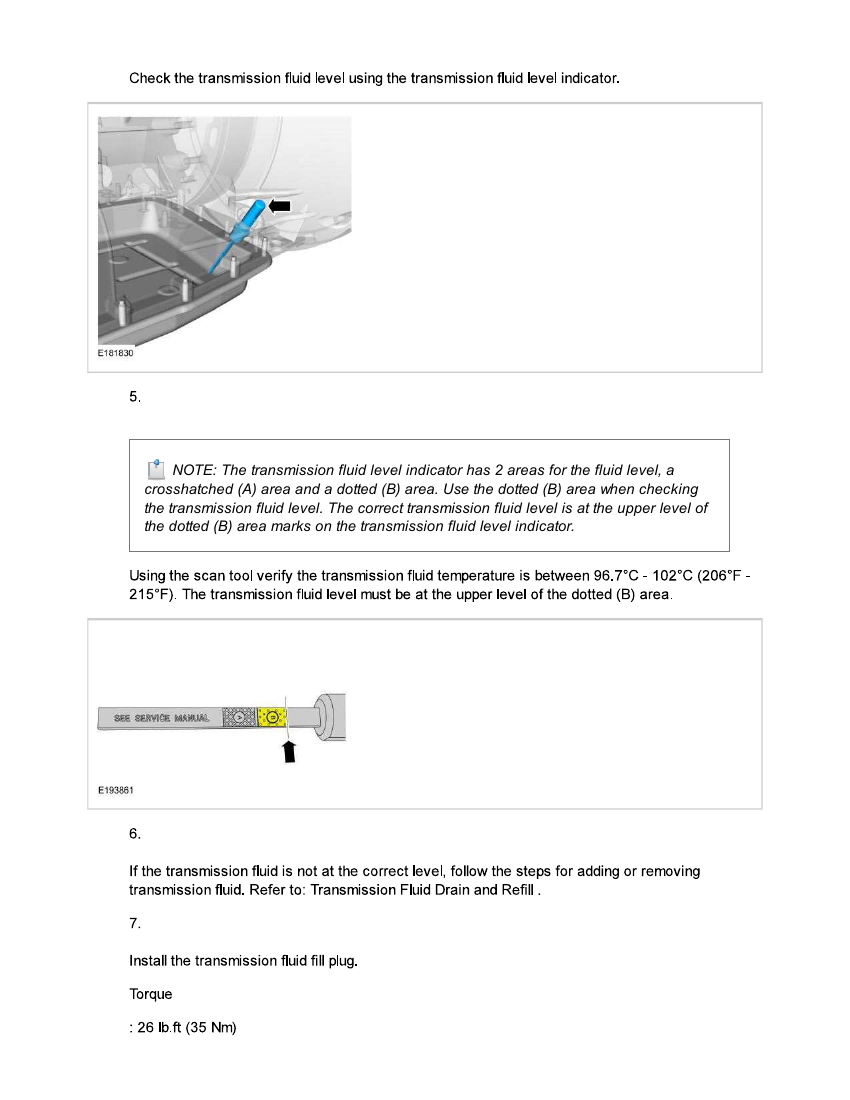 Check the transmission fluid level using the transmission fluid level indicator.
E181830
5.
NOTE: The transmission fluid level indicator has 2 areas for the fluid level, a
crosshatched (A) area and a dotted (B) area. Use the dotted (B) area when checking
the transmission fluid level. The correct transmission fluid level is at the upper level of
the dotted (B) area marks on the transmission fluid level indicator.
Using the scan tool verify the transmission fluid temperature is between 96.7°C - 102°C (206°F -
215°F). The transmission fluid level must be at the upper level of the dotted (B) area.
SEE SERVICE MANUAL
E193861
6.
If the transmission fluid is not at the correct level, follow the steps for adding or removing
transmission fluid. Refer to: Transmission Fluid Drain and Refill .
7.
Install the transmission fluid fill plug.
Torque
: 26 lb.ft (35 Nm)